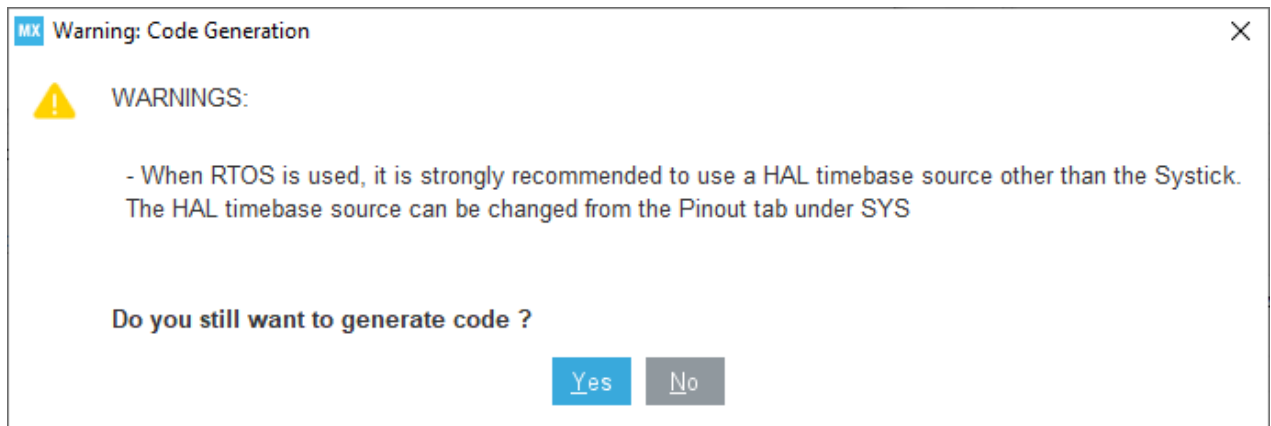 MX Warning: Code Generation
WARNINGS:
- When RTOS is used, it is strongly recommended to use a HAL timebase source other than the Systick.
The HAL timebase source can be changed from the Pinout tab under SYS
Do you still want to generate code ?
Yes No